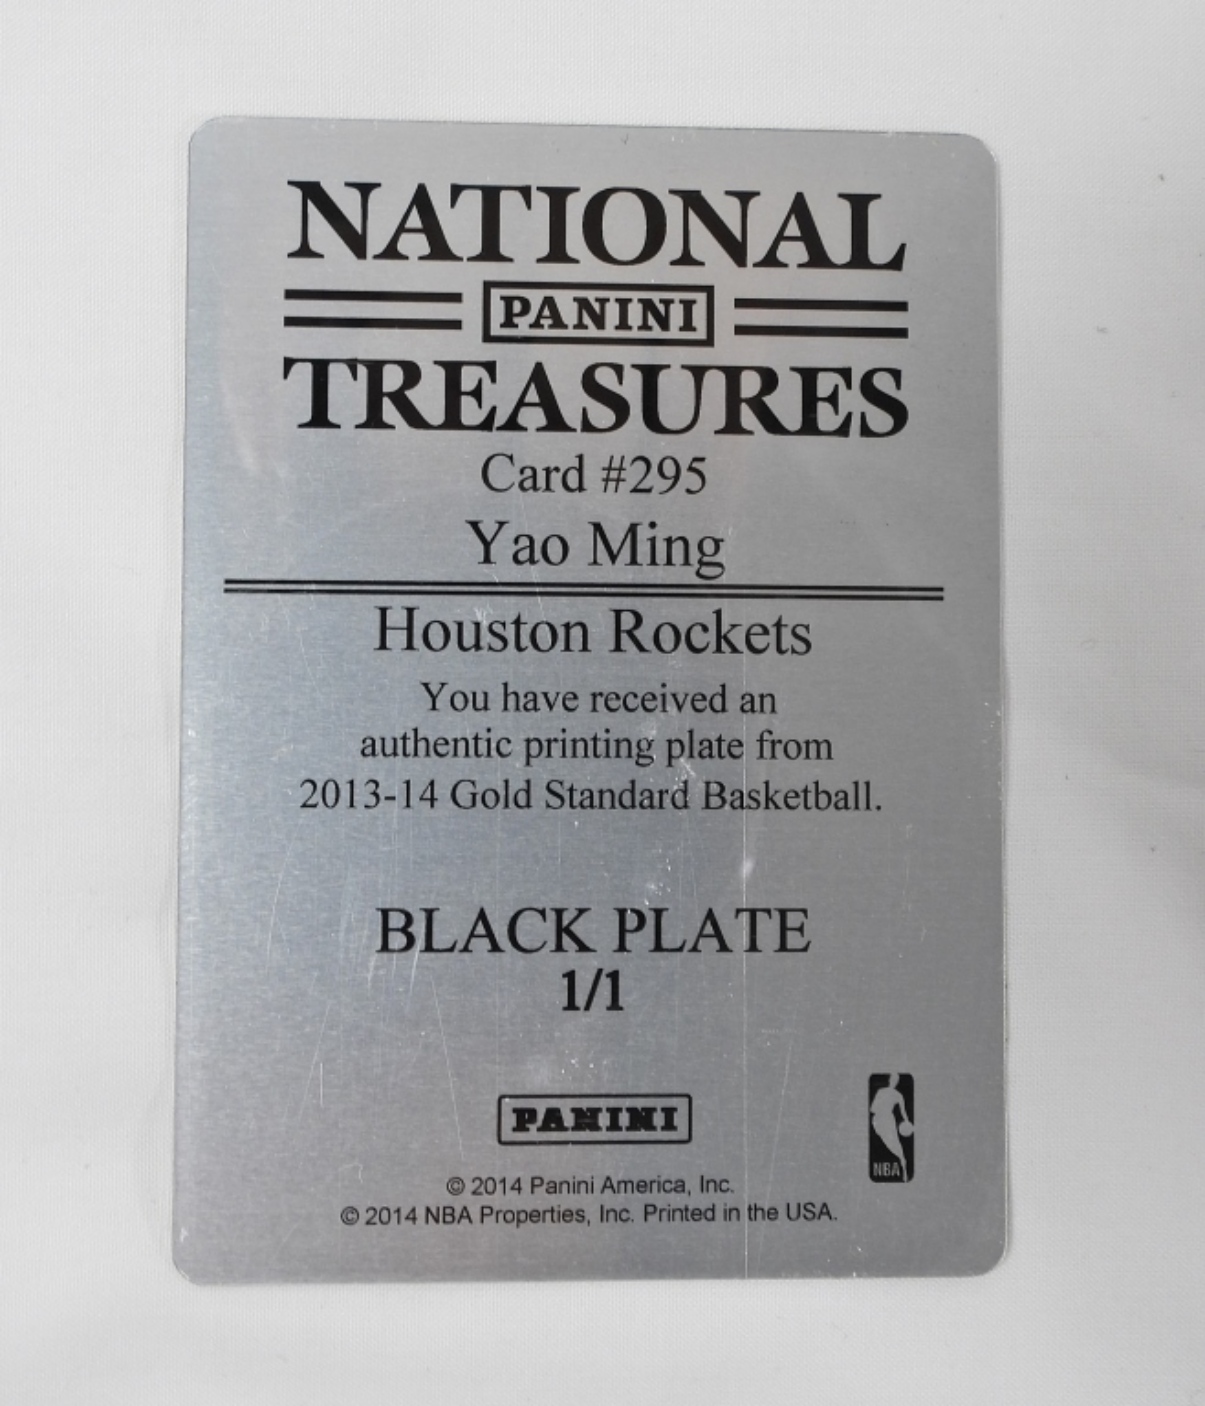 NATIONAL
PANINI
TREASURES
Card #295
Yao Ming
Houston Rockets
You have received an
authentic printing plate from
2013-14 Gold Standard Basketball.
BLACK PLATE
1/1
PANINI
NBA
© 2014 Panini America, Inc.
© 2014 NBA Properties, Inc. Printed in the USA.